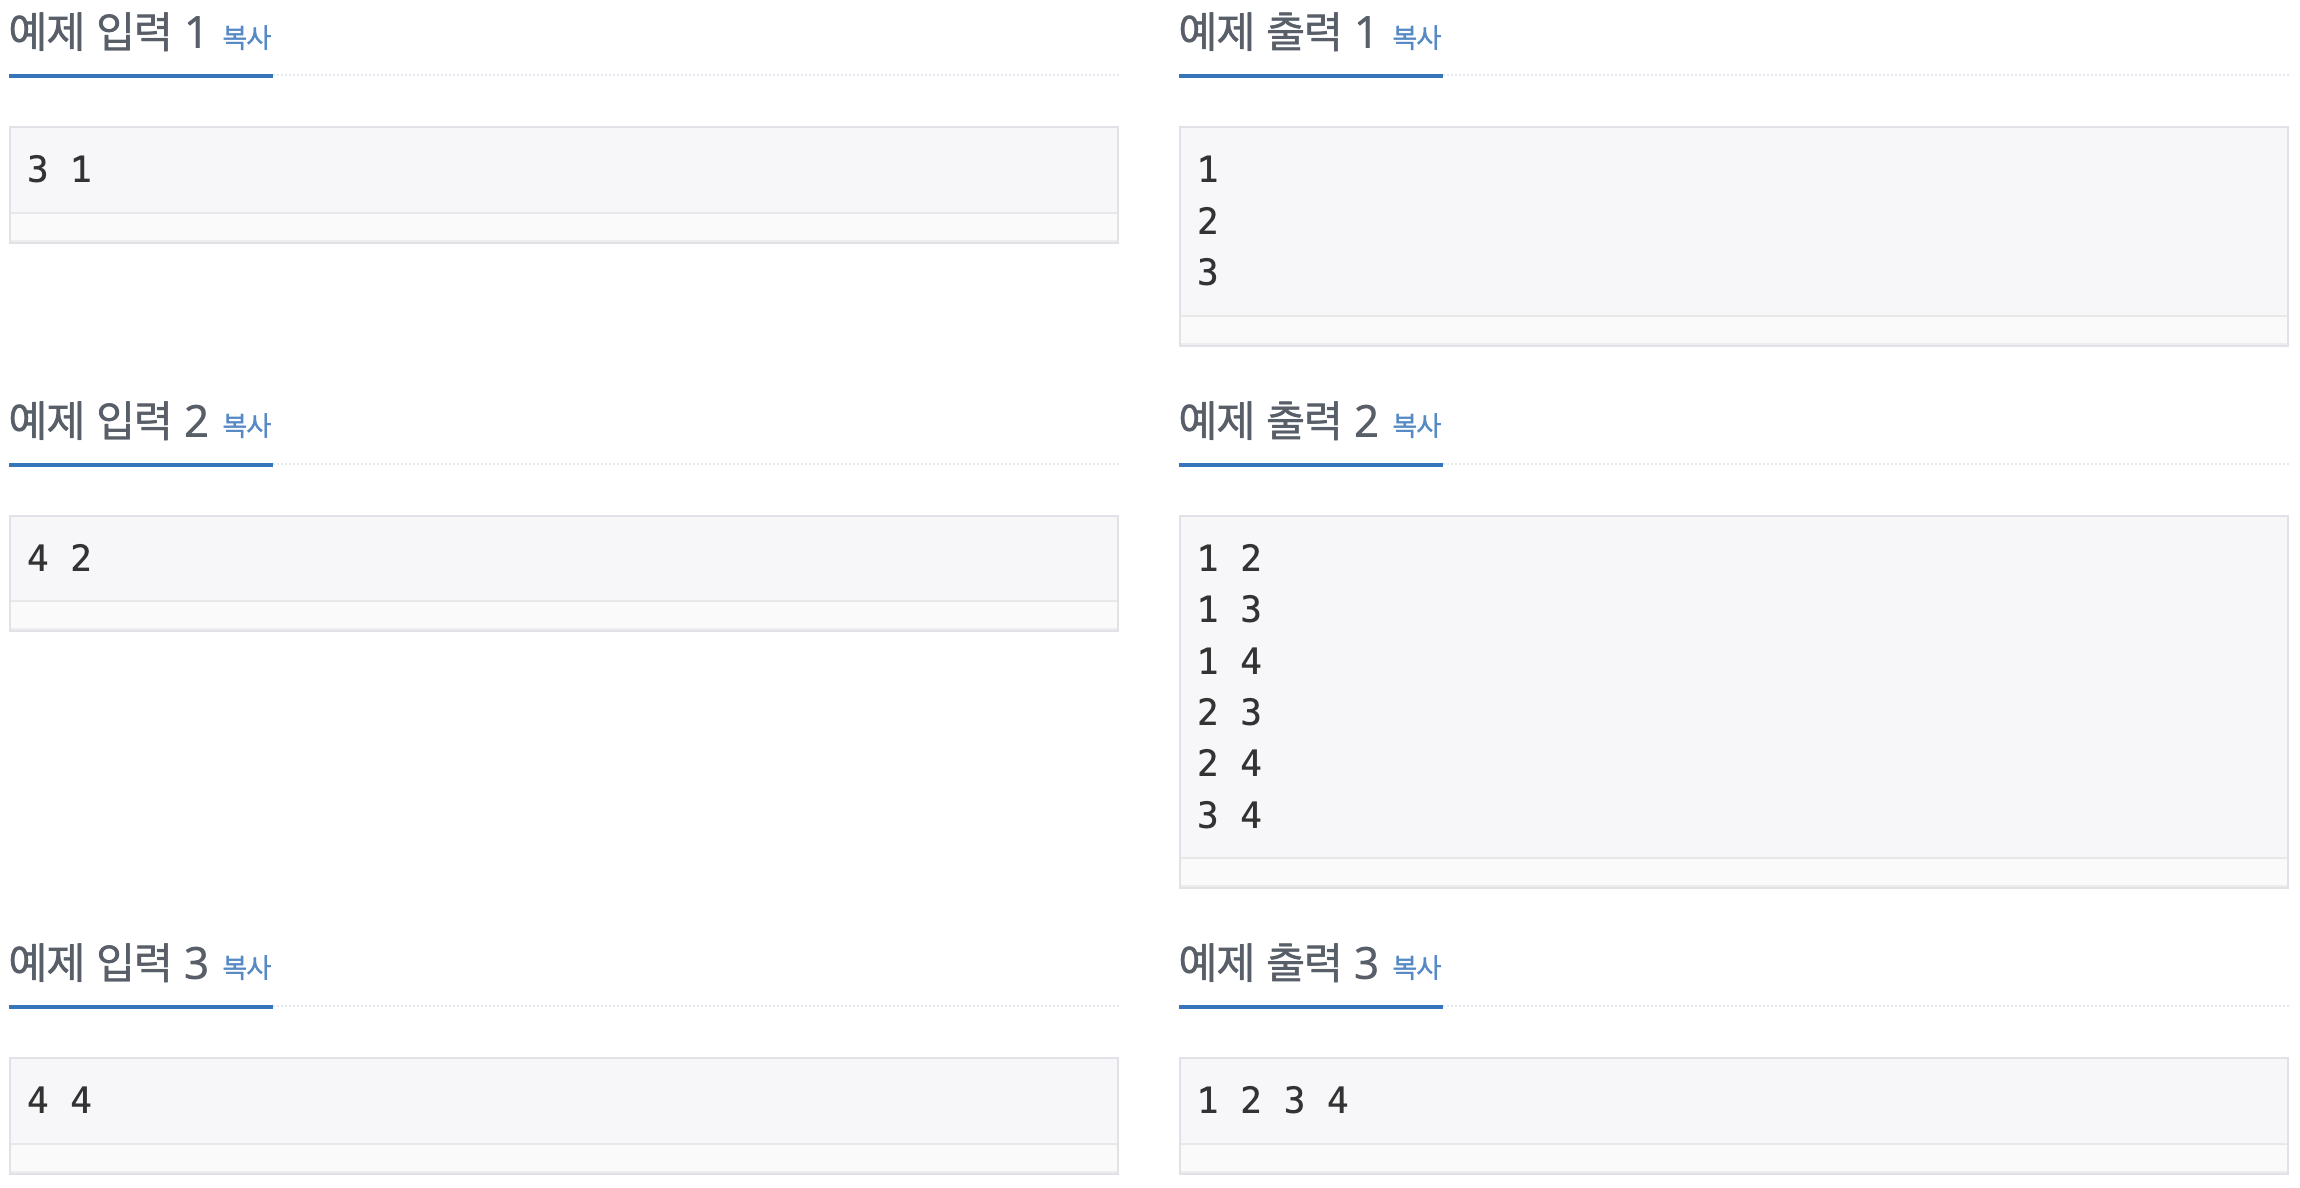 예제 입력 1 복사
3 1
예제 출력 1 복사
1
2
3
예제 입력 2 복사
4 2
예제 출력 2 복사
1 2
1 3
1 4
2 3
2 4
3 4
예제 입력 3 복사
4 4
예제 출력 3 복사
1 2 3 4